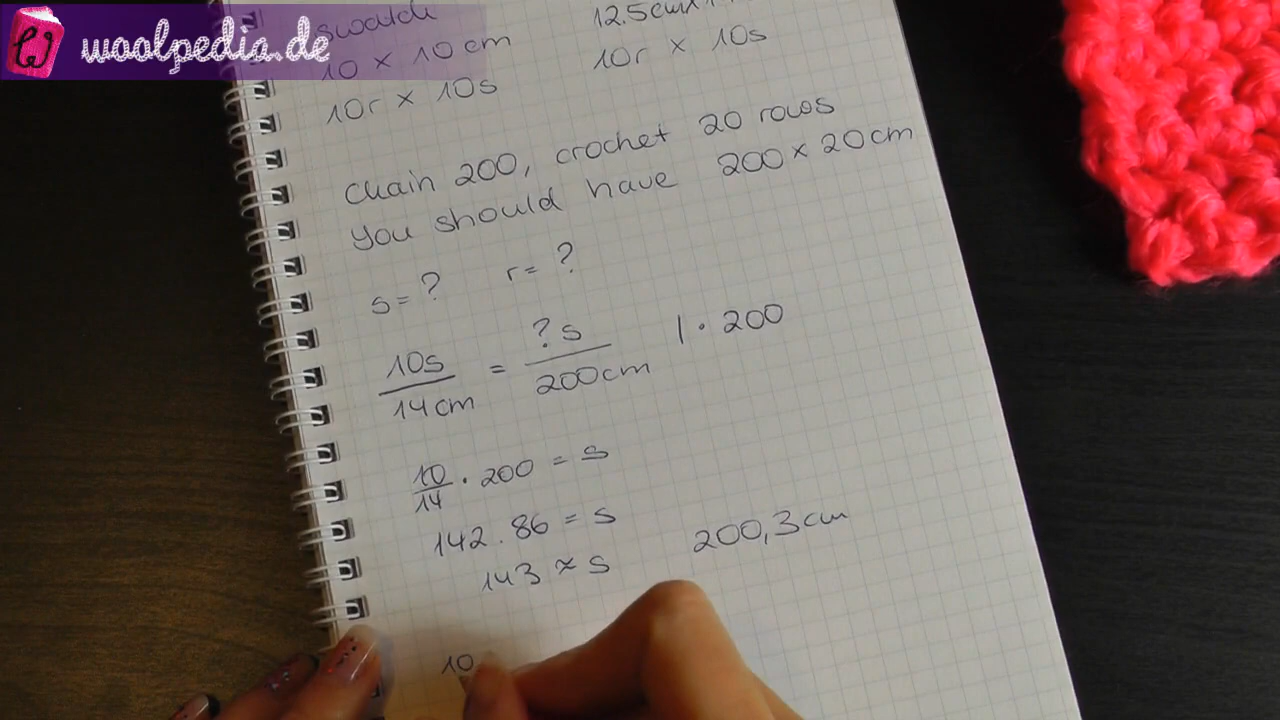 woolpedia.de
swatch
10 × 10 cm
10r × 10s
12.5cm
10r × 10s
Chain 200, crochet 20 rows
you should have 200 × 20cm
s = ? r = ?
10s / 14cm = ? s / 200cm | · 200
10/14 · 200 = s
142.86 = s
143 ≈ s 200,3cm
10